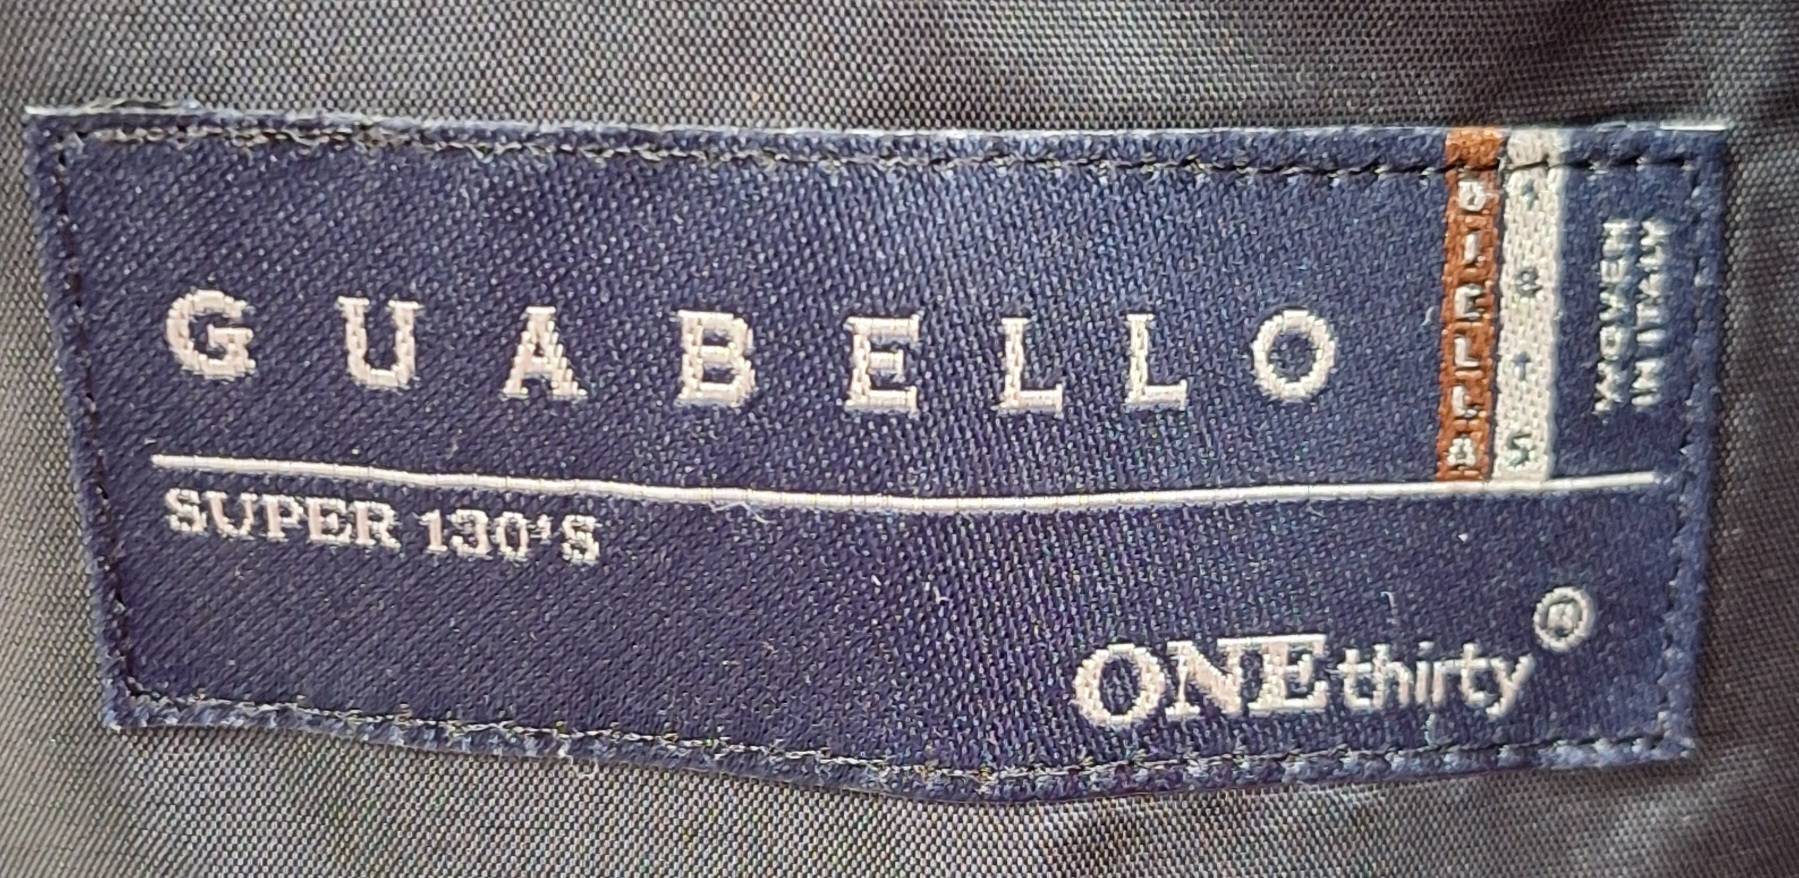 GUABELLO
BIELLA
1815
WOVEN
IN ITALY
SUPER 130'S
ONEthirty®